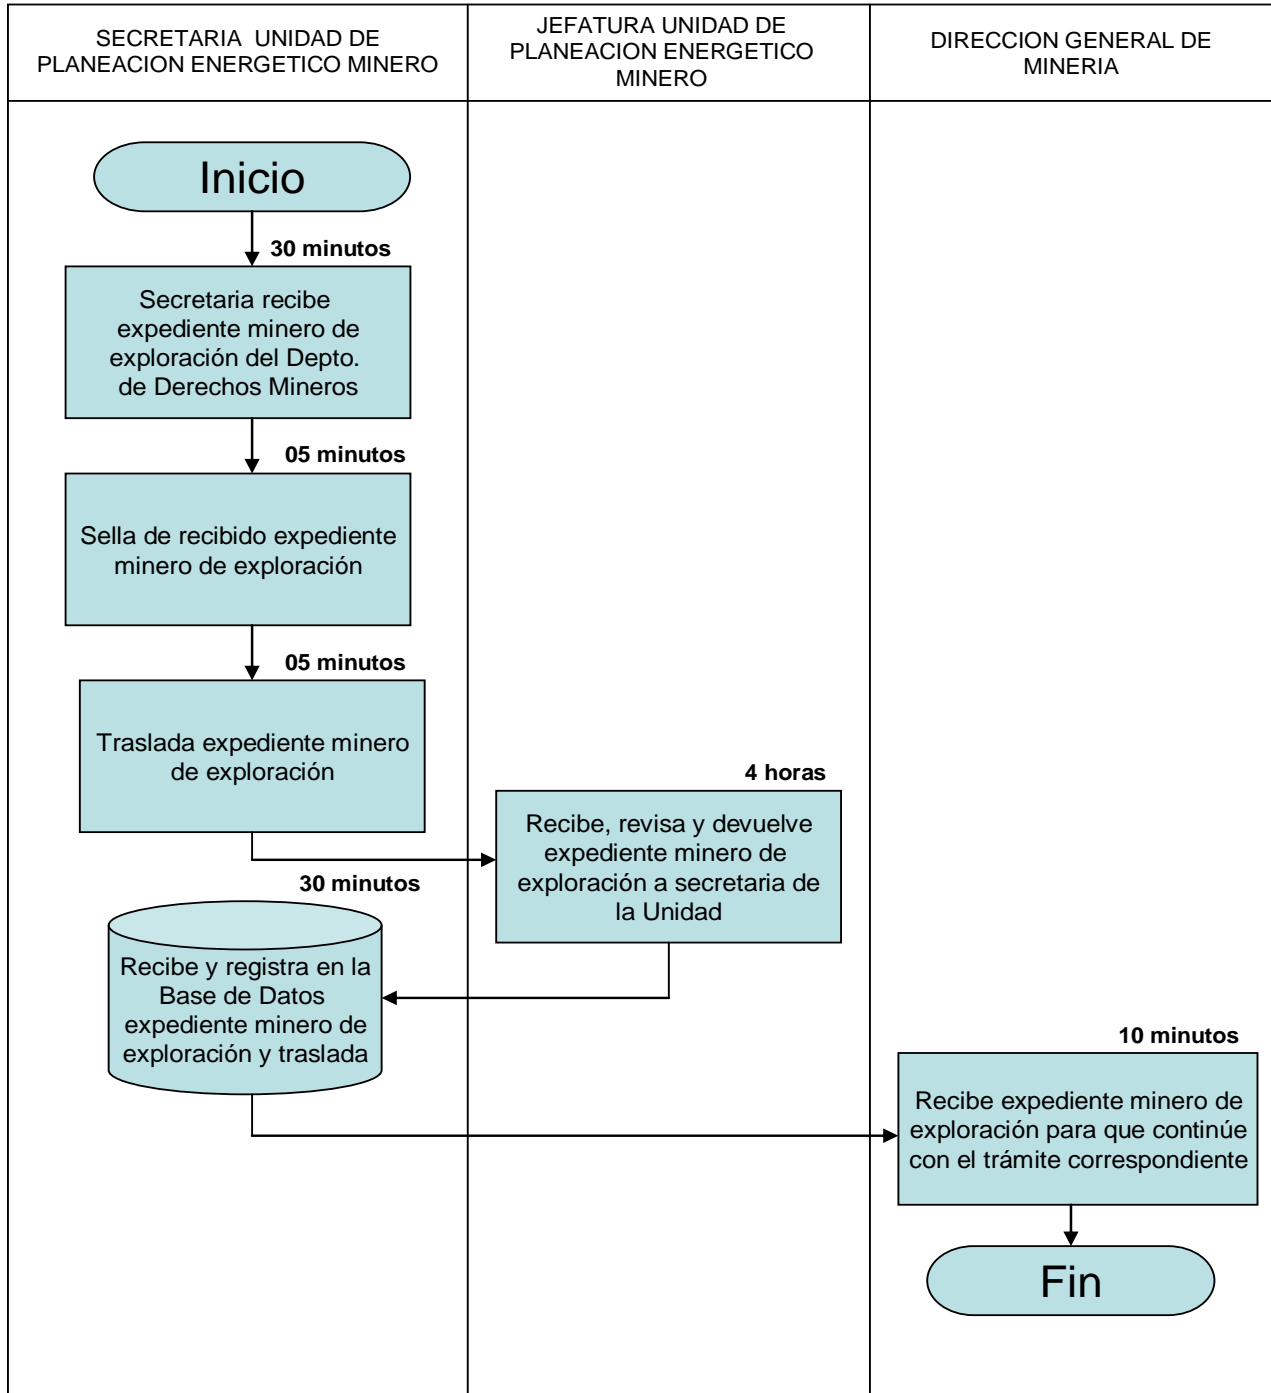 SECRETARIA UNIDAD DE
PLANEACION ENERGETICO MINERO
JEFATURA UNIDAD DE
PLANEACION ENERGETICO
MINERO
DIRECCION GENERAL DE
MINERIA
Inicio
30 minutos
Secretaria recibe
expediente minero de
exploración del Depto.
de Derechos Mineros
05 minutos
Sella de recibido expediente
minero de exploración
05 minutos
Traslada expediente minero
de exploración
4 horas
Recibe, revisa y devuelve
expediente minero de
exploración a secretaria de
la Unidad
30 minutos
Recibe y registra en la
Base de Datos
expediente minero de
exploración y traslada
10 minutos
Recibe expediente minero de
exploración para que continúe
con el trámite correspondiente
Fin